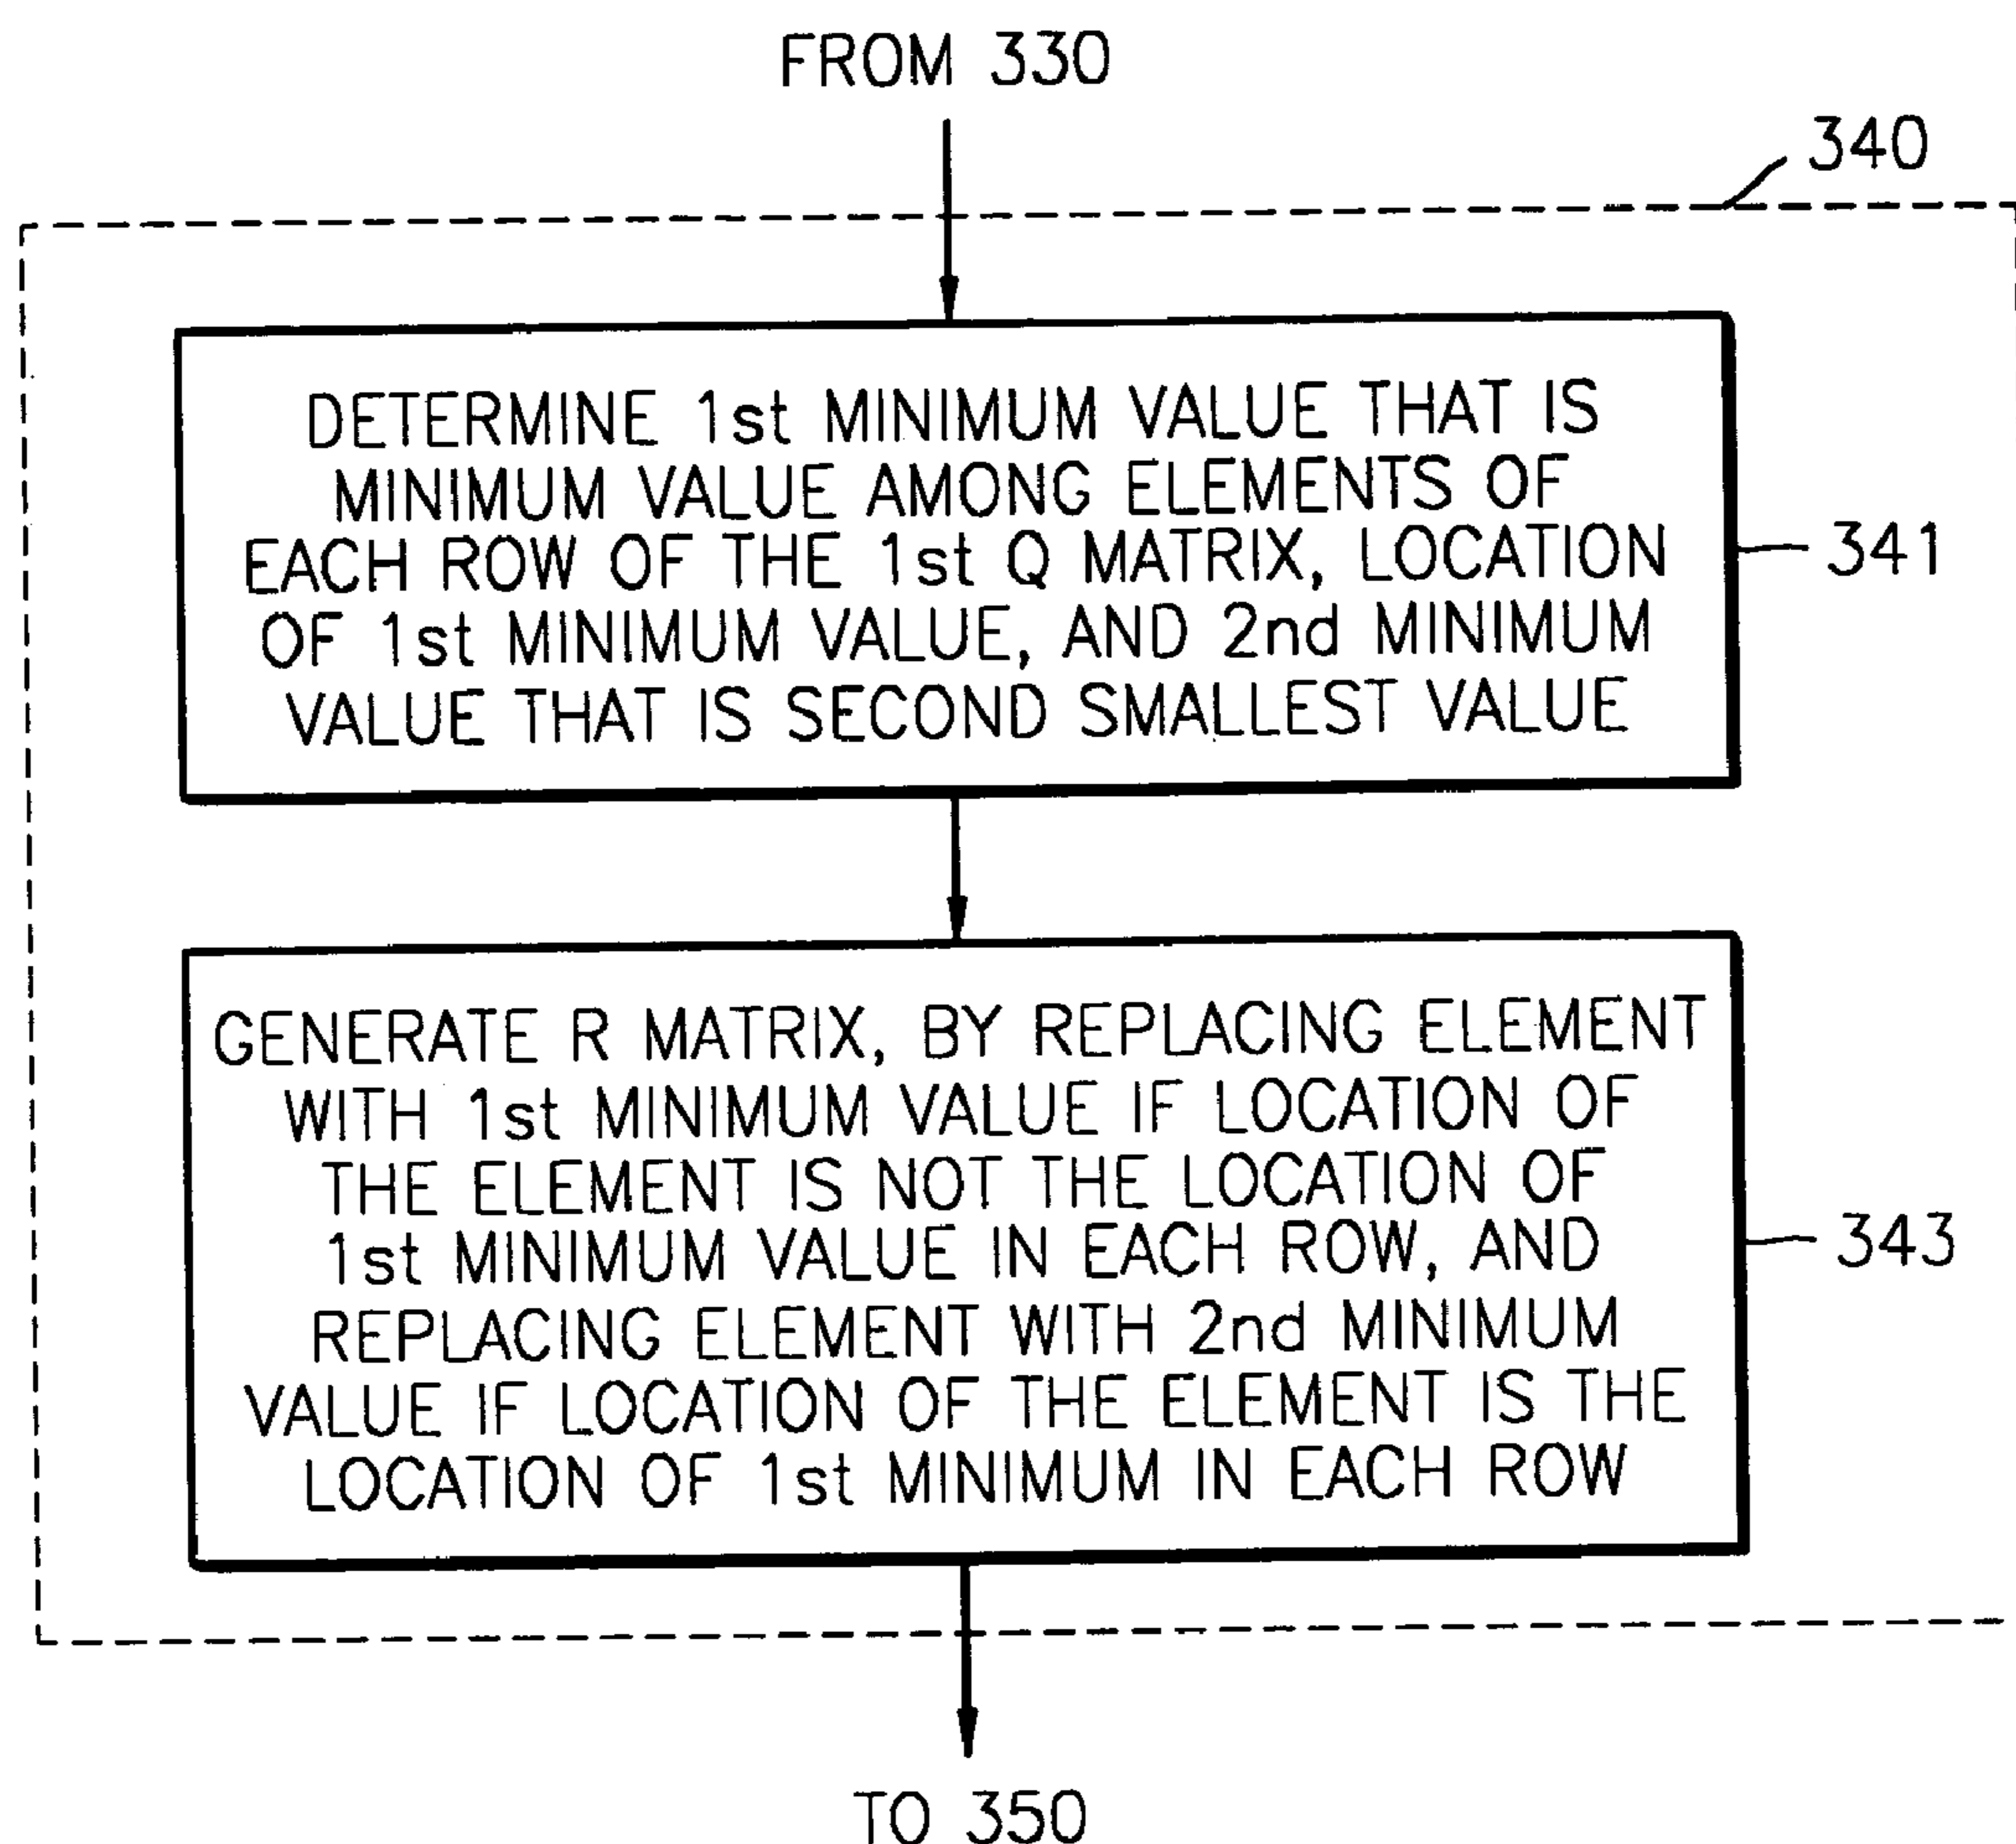 FROM 330
340
DETERMINE 1st MINIMUM VALUE THAT IS
MINIMUM VALUE AMONG ELEMENTS OF
EACH ROW OF THE 1st Q MATRIX, LOCATION
OF 1st MINIMUM VALUE, AND 2nd MINIMUM
VALUE THAT IS SECOND SMALLEST VALUE
341
GENERATE R MATRIX, BY REPLACING ELEMENT
WITH 1st MINIMUM VALUE IF LOCATION OF
THE ELEMENT IS NOT THE LOCATION OF
1st MINIMUM VALUE IN EACH ROW, AND
REPLACING ELEMENT WITH 2nd MINIMUM
VALUE IF LOCATION OF THE ELEMENT IS THE
LOCATION OF 1st MINIMUM IN EACH ROW
343
TO 350